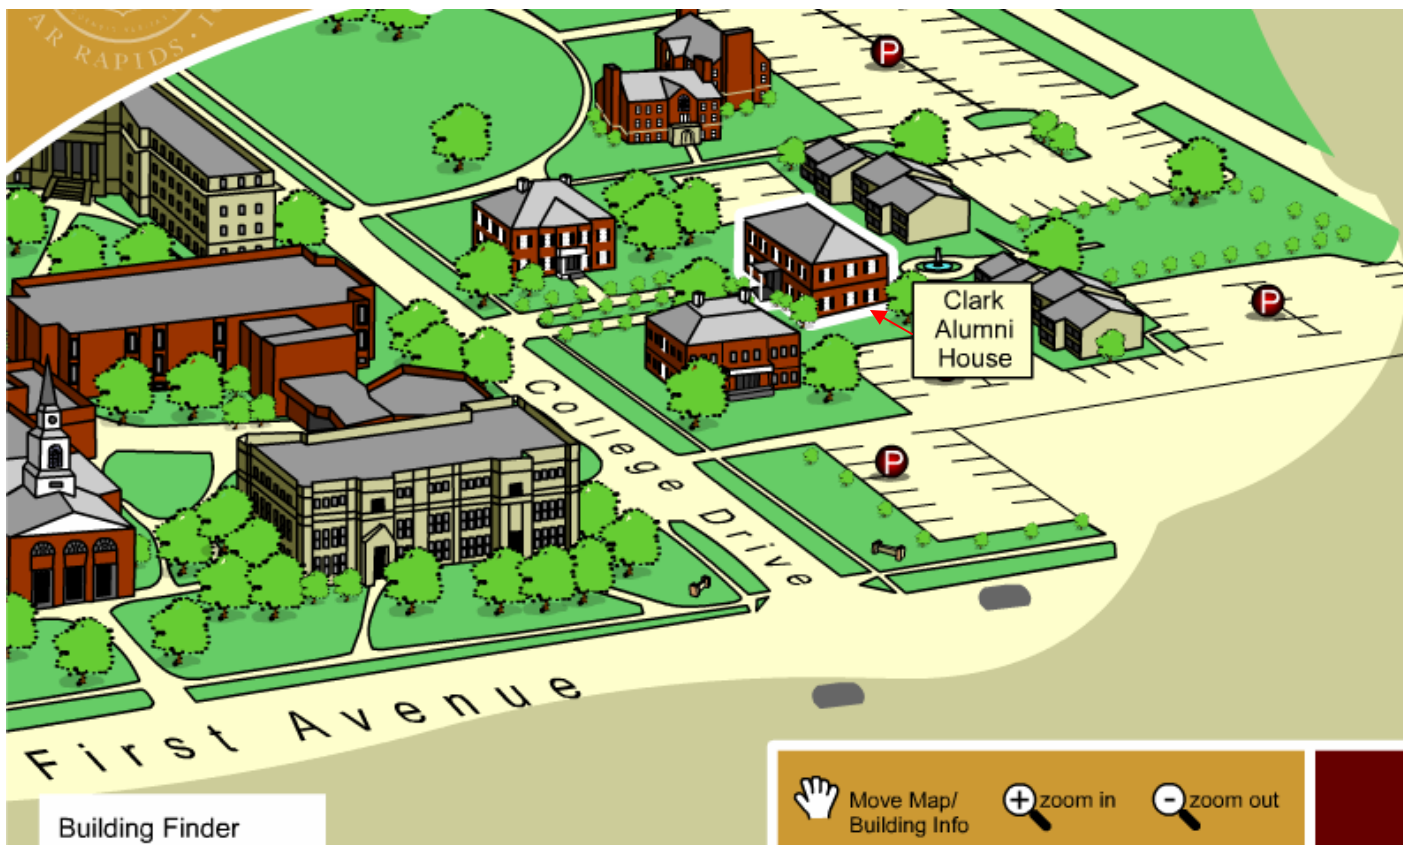 AR RAPIDS · IO
P
Clark
Alumni
House
P
P
College Drive
First Avenue
Building Finder
Move Map/
Building Info
zoom in
zoom out